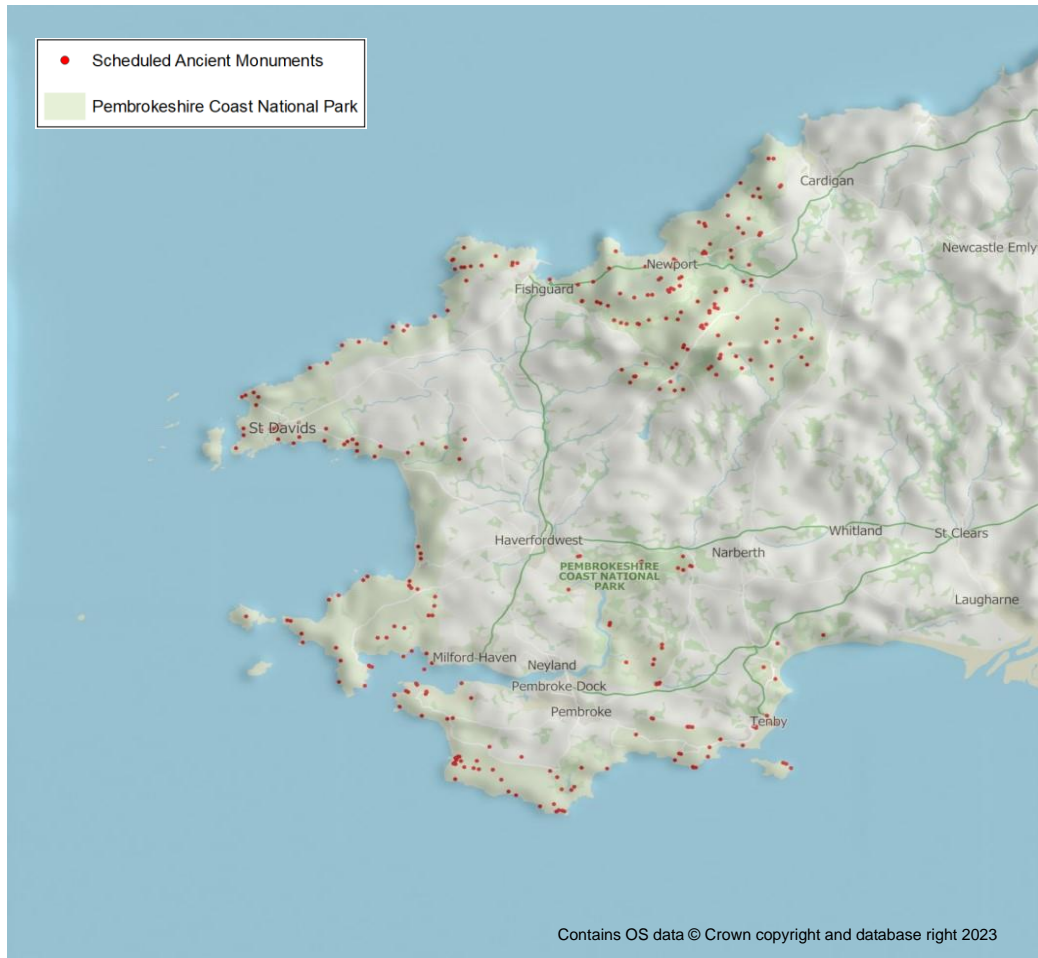 Scheduled Ancient Monuments
Pembrokeshire Coast National Park
Cardigan
Newcastle Emly
Newport
Fishguard
St Davids
Haverfordwest
Whitland
St Clears
Narberth
PEMBROKESHIRE
COAST NATIONAL
PARK
Laugharne
Milford-Haven
Neyland
Pembroke-Dock
Pembroke
Tenby
Contains OS data © Crown copyright and database right 2023